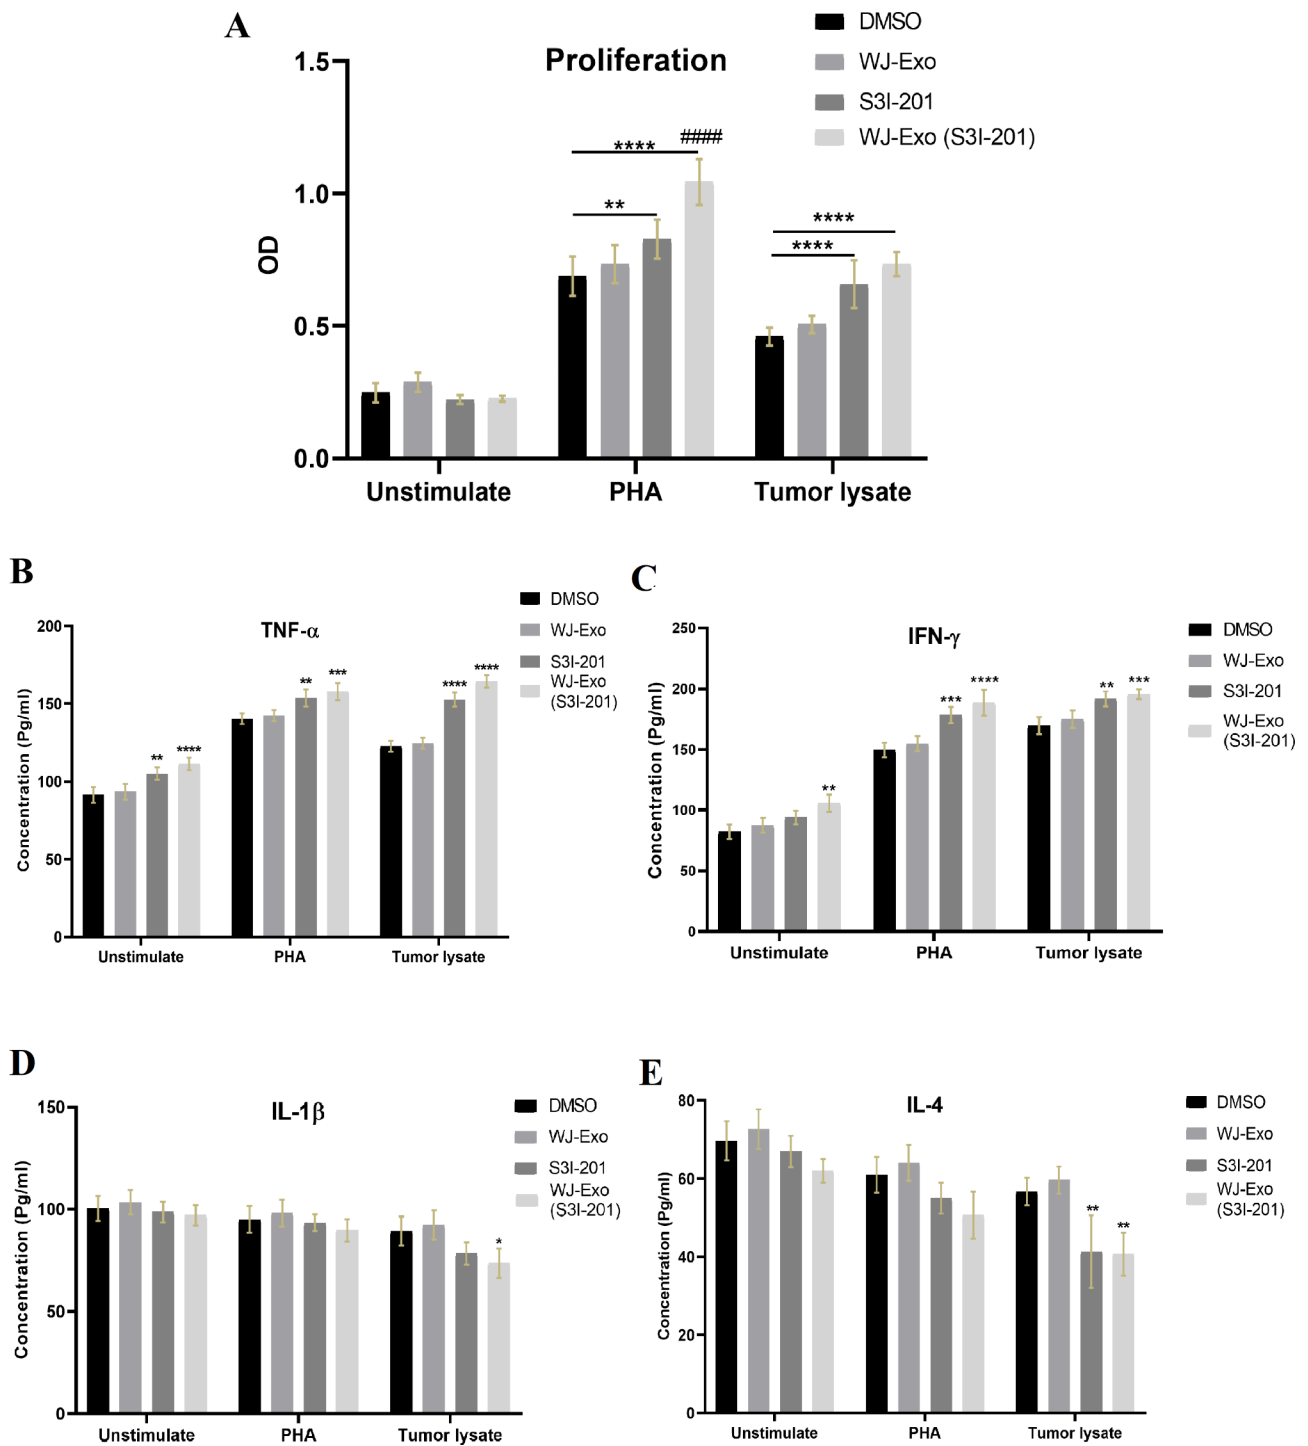 A
Proliferation
DMSO
WJ-Exo
S3I-201
WJ-Exo (S3I-201)
OD
1.5
1.0
0.5
0.0
****
####
**
****
****
Unstimulate
PHA
Tumor lysate
B
TNF-α
DMSO
WJ-Exo
S3I-201
WJ-Exo
(S3I-201)
Concentration (Pg/ml)
200
150
100
50
0
**
****
**
***
****
****
Unstimulate
PHA
Tumor lysate
C
IFN-γ
DMSO
WJ-Exo
S3I-201
WJ-Exo
(S3I-201)
Concentration (Pg/ml)
250
200
150
100
50
0
**
***
****
**
***
Unstimulate
PHA
Tumor lysate
D
IL-1β
DMSO
WJ-Exo
S3I-201
WJ-Exo
(S3I-201)
Concentration (Pg/ml)
150
100
50
0
*
Unstimulate
PHA
Tumor lysate
E
IL-4
DMSO
WJ-Exo
S3I-201
WJ-Exo
(S3I-201)
Concentration (Pg/ml)
80
60
40
20
0
**
**
Unstimulate
PHA
Tumor lysate